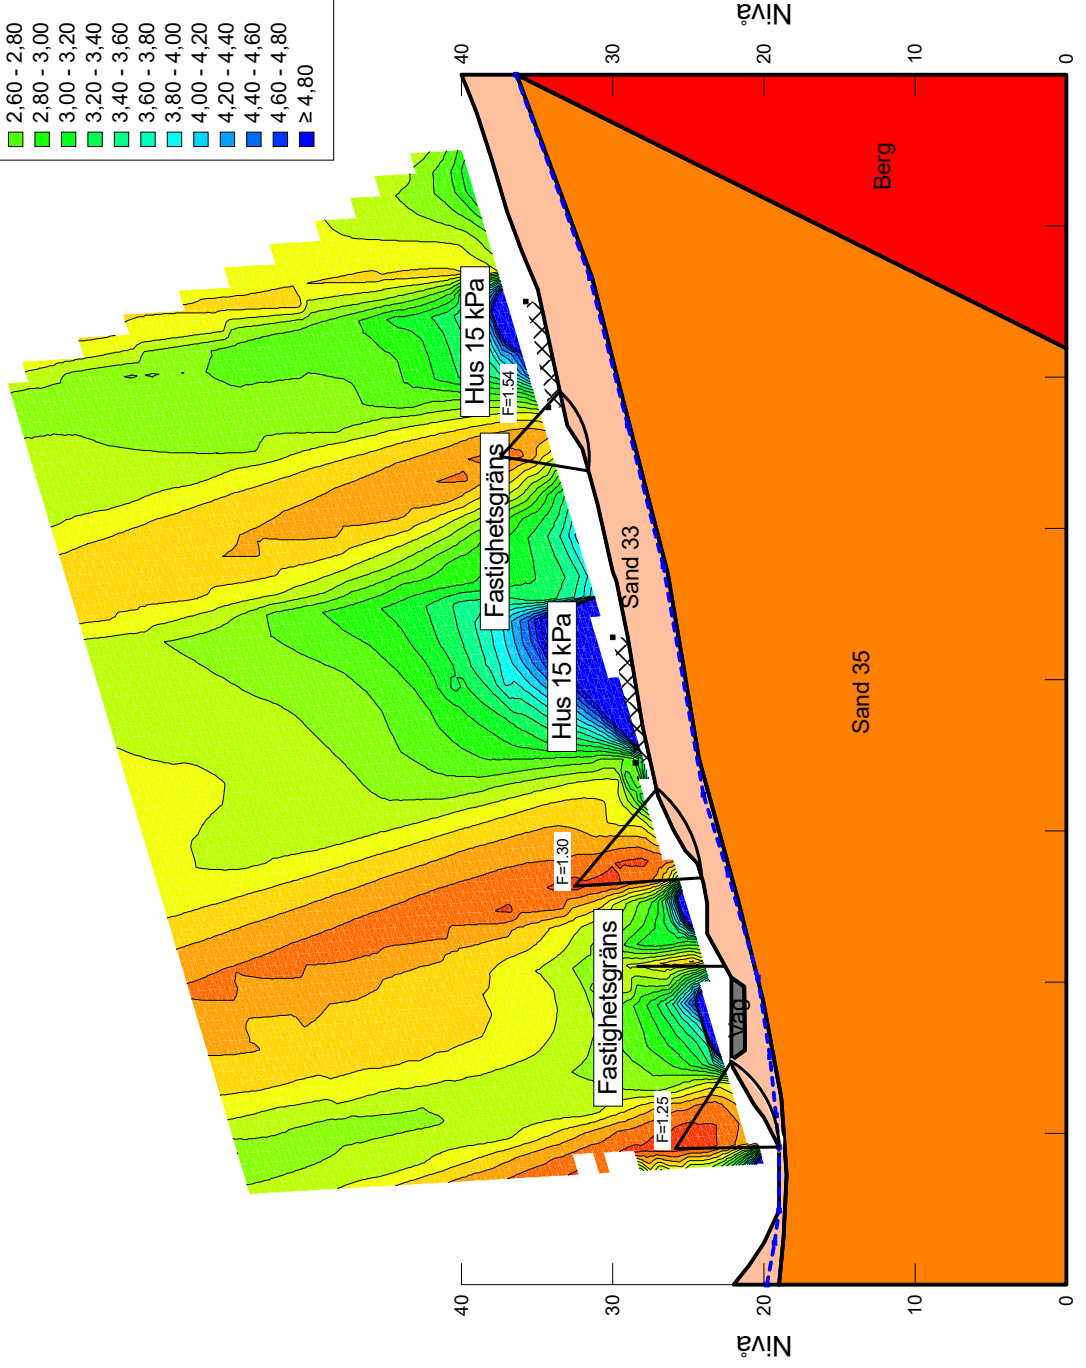 2,60 - 2,80
2,80 - 3,00
3,00 - 3,20
3,20 - 3,40
3,40 - 3,60
3,60 - 3,80
3,80 - 4,00
4,00 - 4,20
4,20 - 4,40
4,40 - 4,60
4,60 - 4,80
≥ 4,80
Nivå
40
30
20
10
0
Berg
Hus 15 kPa
F=1.54
Fastighetsgräns
Sand 33
Hus 15 kPa
Sand 35
F=1.30
Fastighetsgräns
Väg
F=1.25
40
30
20
10
0
Nivå